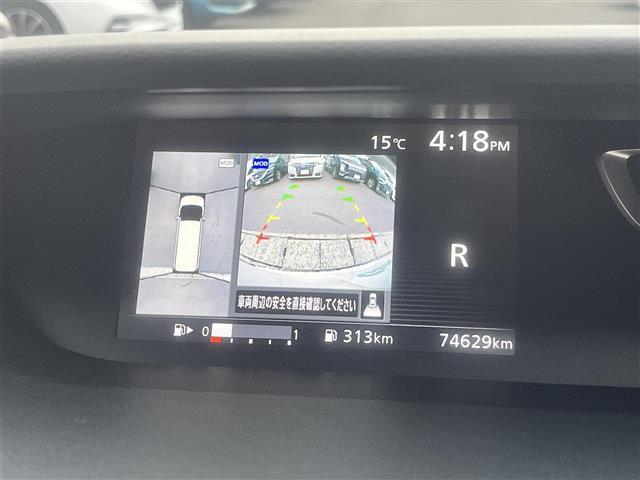 15℃ 4:18PM
MOD MOD
R
車両周辺の安全を直接確認してください
0 1 313km 74629km